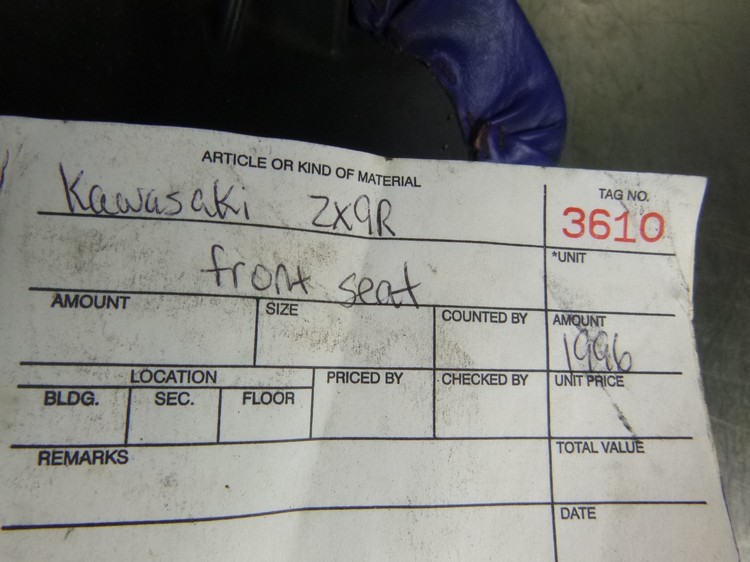 ARTICLE OR KIND OF MATERIAL
TAG NO.
Kawasaki ZX9R
3610
*UNIT
front seat
AMOUNT
SIZE
COUNTED BY
AMOUNT
1996
LOCATION
PRICED BY
CHECKED BY
UNIT PRICE
BLDG.
SEC.
FLOOR
REMARKS
TOTAL VALUE
DATE